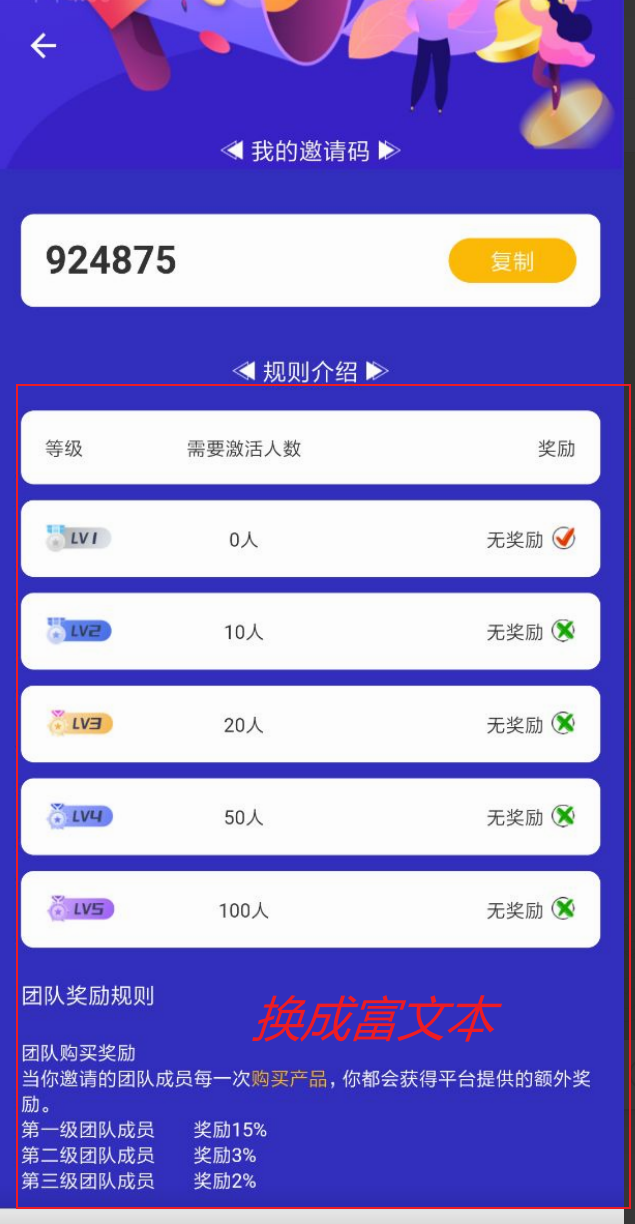 我的邀请码
924875 复制
规则介绍
等级 需要激活人数 奖励
LV1 0人 无奖励
LV2 10人 无奖励
LV3 20人 无奖励
LV4 50人 无奖励
LV5 100人 无奖励
团队奖励规则
换成富文本
团队购买奖励
当你邀请的团队成员每一次购买产品，你都会获得平台提供的额外奖
励。
第一级团队成员 奖励15%
第二级团队成员 奖励3%
第三级团队成员 奖励2%